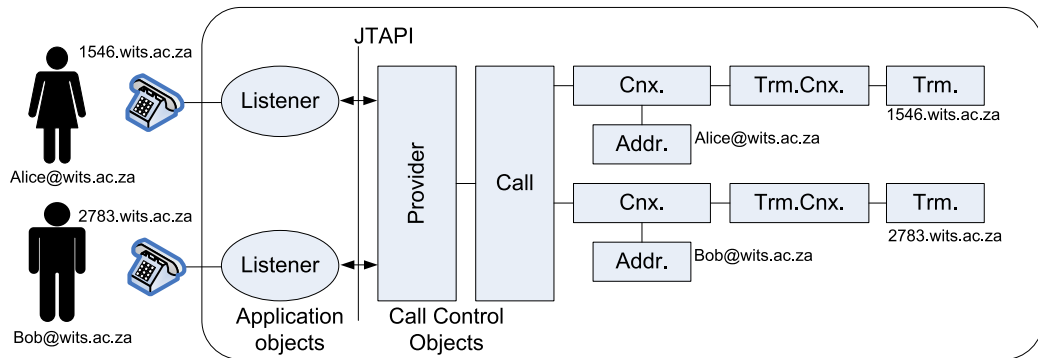 JTAPI
1546.wits.ac.za
Listener
Alice@wits.ac.za
Provider
Call
Cnx.
Trm.Cnx.
Trm.
1546.wits.ac.za
Addr.
Alice@wits.ac.za
2783.wits.ac.za
Listener
Bob@wits.ac.za
Cnx.
Trm.Cnx.
Trm.
2783.wits.ac.za
Addr.
Bob@wits.ac.za
Application
objects
Call Control
Objects